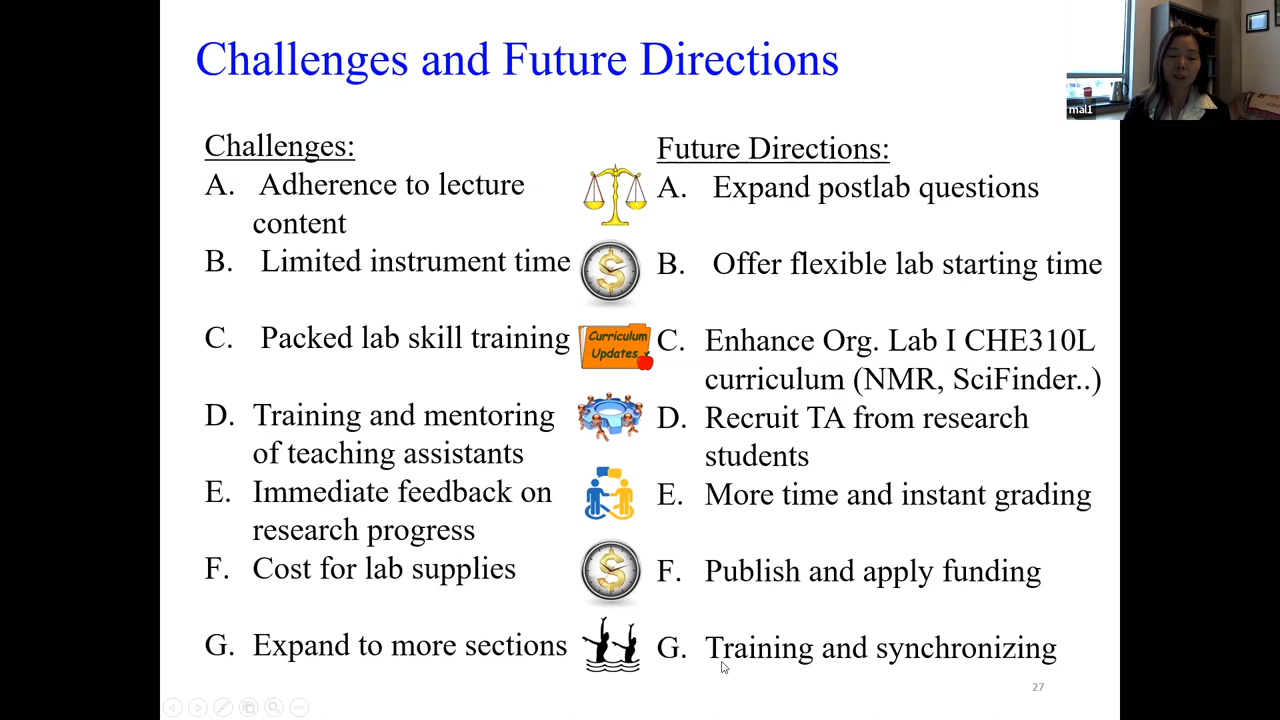 Challenges and Future Directions
mal1
Challenges:
A. Adherence to lecture
content
B. Limited instrument time
C. Packed lab skill training
D. Training and mentoring
of teaching assistants
E. Immediate feedback on
research progress
F. Cost for lab supplies
G. Expand to more sections
$
Curriculum
Updates
$
Future Directions:
A. Expand postlab questions
B. Offer flexible lab starting time
C. Enhance Org. Lab I CHE310L
curriculum (NMR, SciFinder..)
D. Recruit TA from research
students
E. More time and instant grading
F. Publish and apply funding
G. Training and synchronizing
27